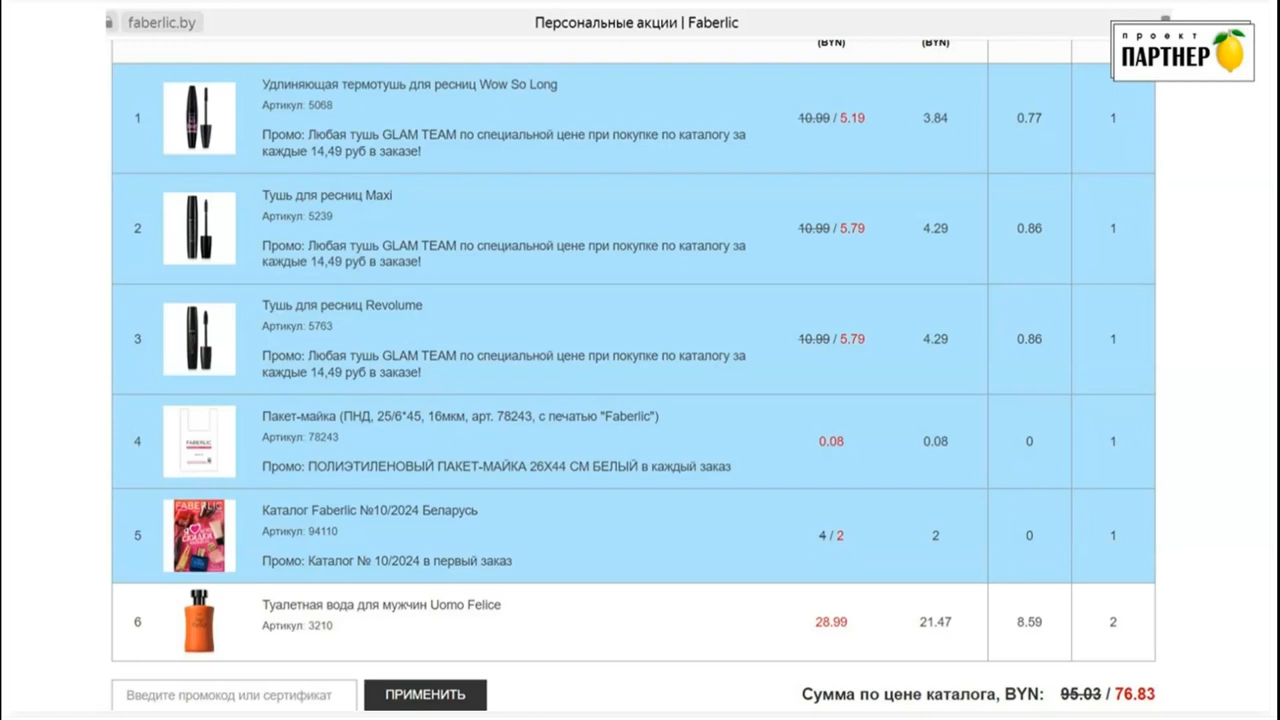 faberlic.by
Персональные акции | Faberlic
проект
ПАРТНЕР
(BYN)
(BYN)
1
Удлиняющая термотушь для ресниц Wow So Long
Артикул: 5068
Промо: Любая тушь GLAM TEAM по специальной цене при покупке по каталогу за
каждые 14,49 руб в заказе!
10.99 / 5.19
3.84
0.77
1
2
Тушь для ресниц Maxi
Артикул: 5239
Промо: Любая тушь GLAM TEAM по специальной цене при покупке по каталогу за
каждые 14,49 руб в заказе!
10.99 / 5.79
4.29
0.86
1
3
Тушь для ресниц Revolume
Артикул: 5763
Промо: Любая тушь GLAM TEAM по специальной цене при покупке по каталогу за
каждые 14,49 руб в заказе!
10.99 / 5.79
4.29
0.86
1
4
FABERLIC
Пакет-майка (ПНД, 25/6*45, 16мкм, арт. 78243, с печатью "Faberlic")
Артикул: 78243
Промо: ПОЛИЭТИЛЕНОВЫЙ ПАКЕТ-МАЙКА 26Х44 СМ БЕЛЫЙ в каждый заказ
0.08
0.08
0
1
5
FABERLIC
Каталог Faberlic №10/2024 Беларусь
Артикул: 94110
Промо: Каталог № 10/2024 в первый заказ
4 / 2
2
0
1
6
Туалетная вода для мужчин Uomo Felice
Артикул: 3210
28.99
21.47
8.59
2
Введите промокод или сертификат
ПРИМЕНИТЬ
Сумма по цене каталога, BYN: 95.03 / 76.83